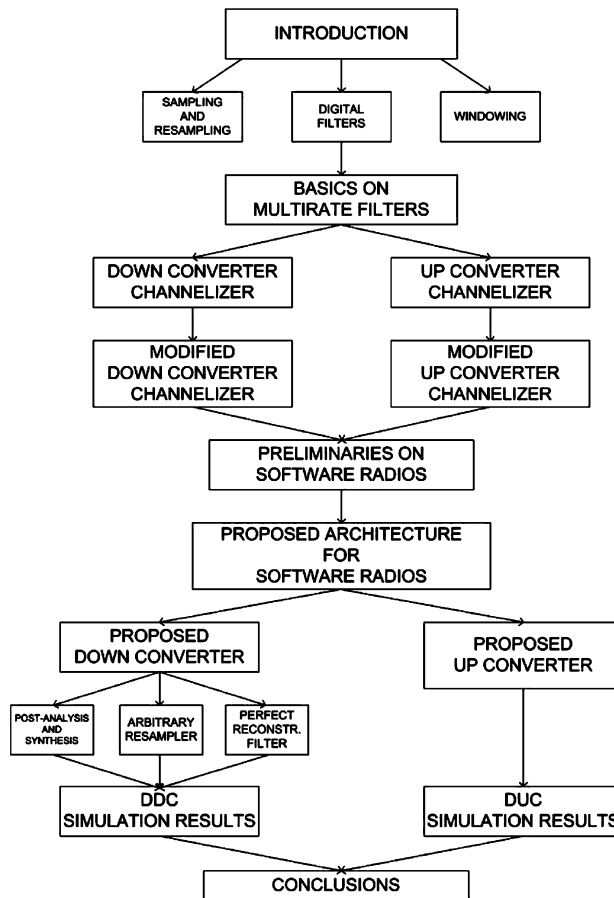 INTRODUCTION
SAMPLING
AND
RESAMPLING
DIGITAL
FILTERS
WINDOWING
BASICS ON
MULTIRATE FILTERS
DOWN CONVERTER
CHANNELIZER
UP CONVERTER
CHANNELIZER
MODIFIED
DOWN CONVERTER
CHANNELIZER
MODIFIED
UP CONVERTER
CHANNELIZER
PRELIMINARIES ON
SOFTWARE RADIOS
PROPOSED ARCHITECTURE
FOR
SOFTWARE RADIOS
PROPOSED
DOWN CONVERTER
PROPOSED
UP CONVERTER
POST-ANALYSIS
AND
SYNTHESIS
ARBITRARY
RESAMPLER
PERFECT
RECONSTR.
FILTER
DDC
SIMULATION RESULTS
DUC
SIMULATION RESULTS
CONCLUSIONS